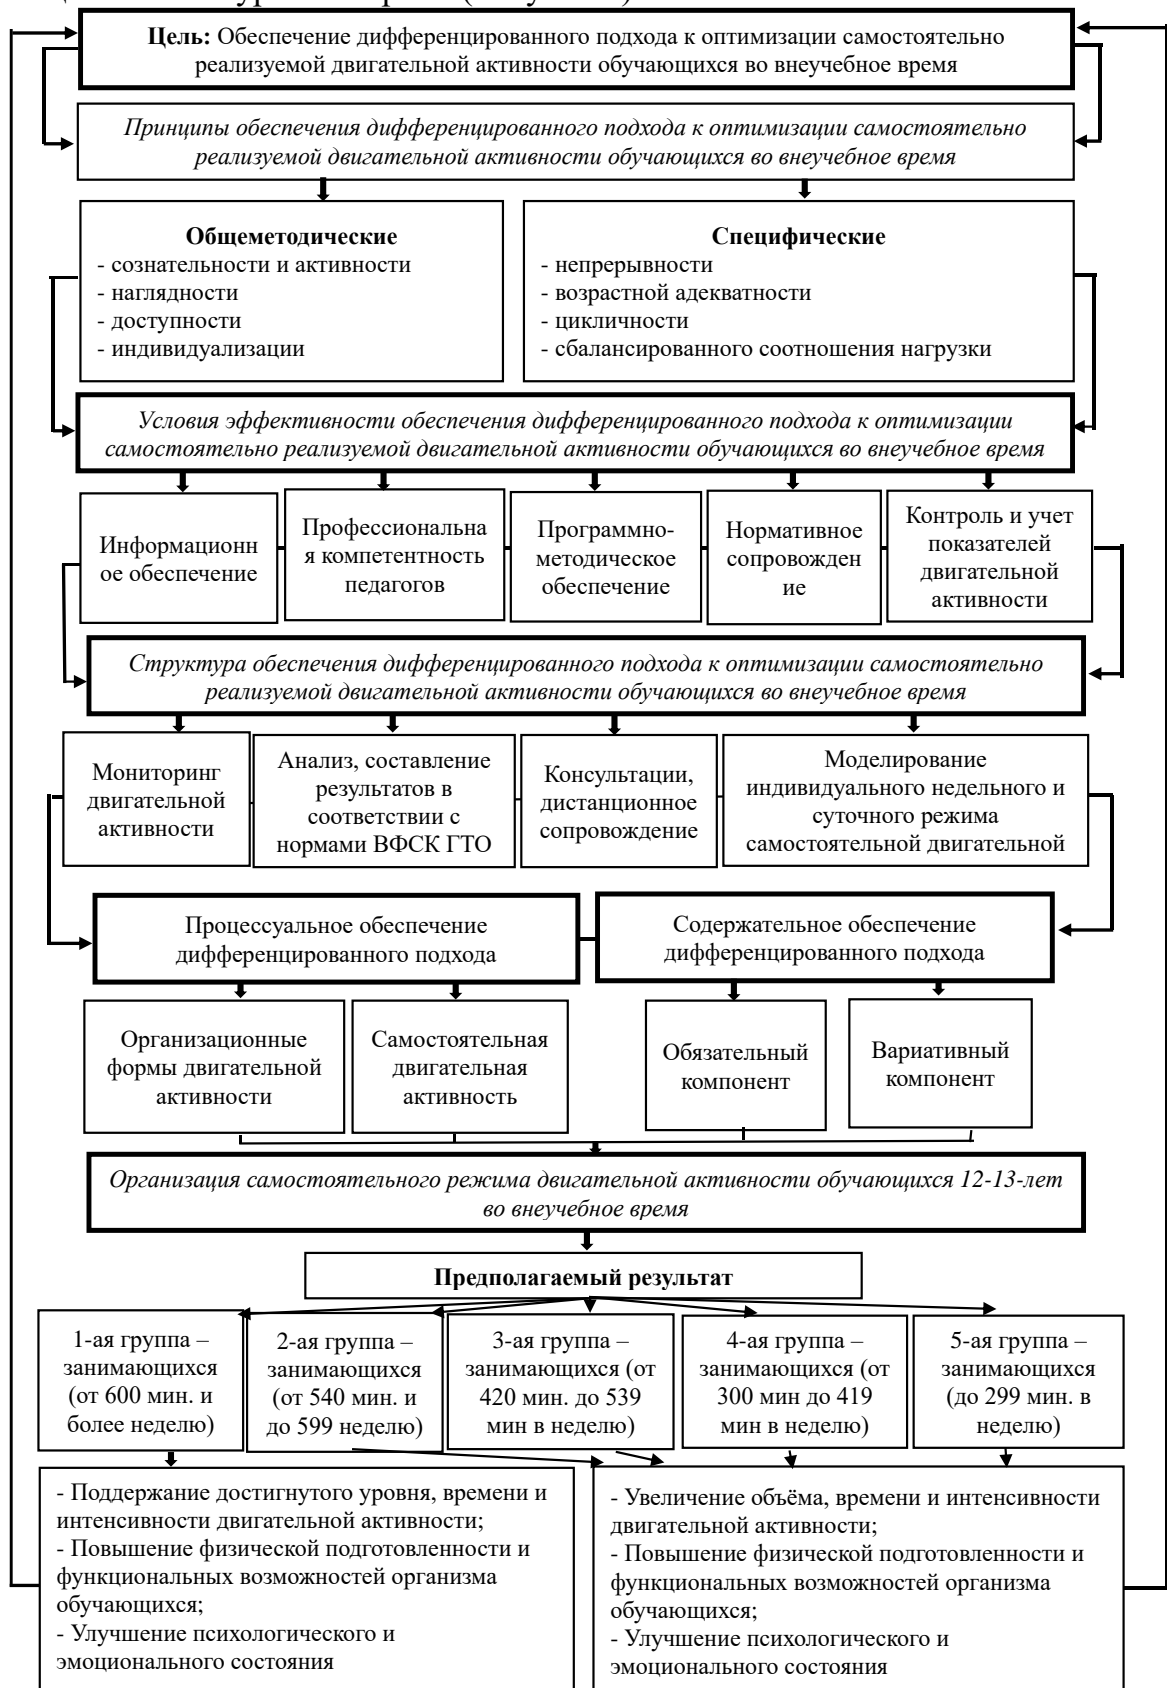 Цель: Обеспечение дифференцированного подхода к оптимизации самостоятельно
реализуемой двигательной активности обучающихся во внеучебное время
Принципы обеспечения дифференцированного подхода к оптимизации самостоятельно
реализуемой двигательной активности обучающихся во внеучебное время
Общеметодические
- сознательности и активности
- наглядности
- доступности
- индивидуализации
Специфические
- непрерывности
- возрастной адекватности
- цикличности
- сбалансированного соотношения нагрузки
Условия эффективности обеспечения дифференцированного подхода к оптимизации
самостоятельно реализуемой двигательной активности обучающихся во внеучебное время
Информационн
ое обеспечение
Профессиональна
я компетентность
педагогов
Программно-
методическое
обеспечение
Нормативное
сопровожден
ие
Контроль и учет
показателей
двигательной
активности
Структура обеспечения дифференцированного подхода к оптимизации самостоятельно
реализуемой двигательной активности обучающихся во внеучебное время
Мониторинг
двигательной
активности
Анализ, составление
результатов в
соответствии с
нормами ВФСК ГТО
Консультации,
дистанционное
сопровождение
Моделирование
индивидуального недельного и
суточного режима
самостоятельной двигательной
Процессуальное обеспечение
дифференцированного подхода
Содержательное обеспечение
дифференцированного подхода
Организационные
формы двигательной
активности
Самостоятельная
двигательная
активность
Обязательный
компонент
Вариативный
компонент
Организация самостоятельного режима двигательной активности обучающихся 12-13-лет
во внеучебное время
Предполагаемый результат
1-ая группа –
занимающихся
(от 600 мин. и
более неделю)
2-ая группа –
занимающихся
(от 540 мин. и
до 599 неделю)
3-ая группа –
занимающихся (от
420 мин. до 539
мин в неделю)
4-ая группа –
занимающихся (от
300 мин до 419
мин в неделю)
5-ая группа –
занимающихся
(до 299 мин. в
неделю)
- Поддержание достигнутого уровня, времени и
интенсивности двигательной активности;
- Повышение физической подготовленности и
функциональных возможностей организма
обучающихся;
- Улучшение психологического и
эмоционального состояния
- Увеличение объёма, времени и интенсивности
двигательной активности;
- Повышение физической подготовленности и
функциональных возможностей организма
обучающихся;
- Улучшение психологического и
эмоционального состояния